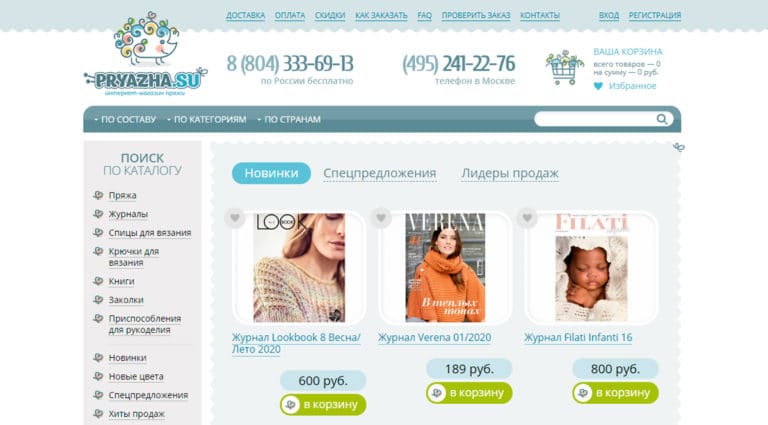 ДОСТАВКА ОПЛАТА СКИДКИ КАК ЗАКАЗАТЬ FAQ ПРОВЕРИТЬ ЗАКАЗ КОНТАКТЫ ВХОД РЕГИСТРАЦИЯ
PRYAZHA.SU
интернет-магазин пряжи
8 (804) 333-69-13
по России бесплатно
(495) 241-22-76
телефон в Москве
ВАША КОРЗИНА
всего товаров — 0
на сумму — 0 руб.
Избранное
ПО СОСТАВУ ПО КАТЕГОРИЯМ ПО СТРАНАМ
ПОИСК
ПО КАТАЛОГУ
Пряжа
Журналы
Спицы для вязания
Крючки для
вязания
Книги
Заколки
Приспособления
для рукоделия
Новинки
Новые цвета
Спецпредложения
Хиты продаж
Новинки Спецпредложения Лидеры продаж
LOOK
VERENA
В теплых
тонах
FILATI
Журнал Lookbook 8 Весна/
Лето 2020
600 руб.
в корзину
Журнал Verena 01/2020
189 руб.
в корзину
Журнал Filati Infanti 16
800 руб.
в корзину